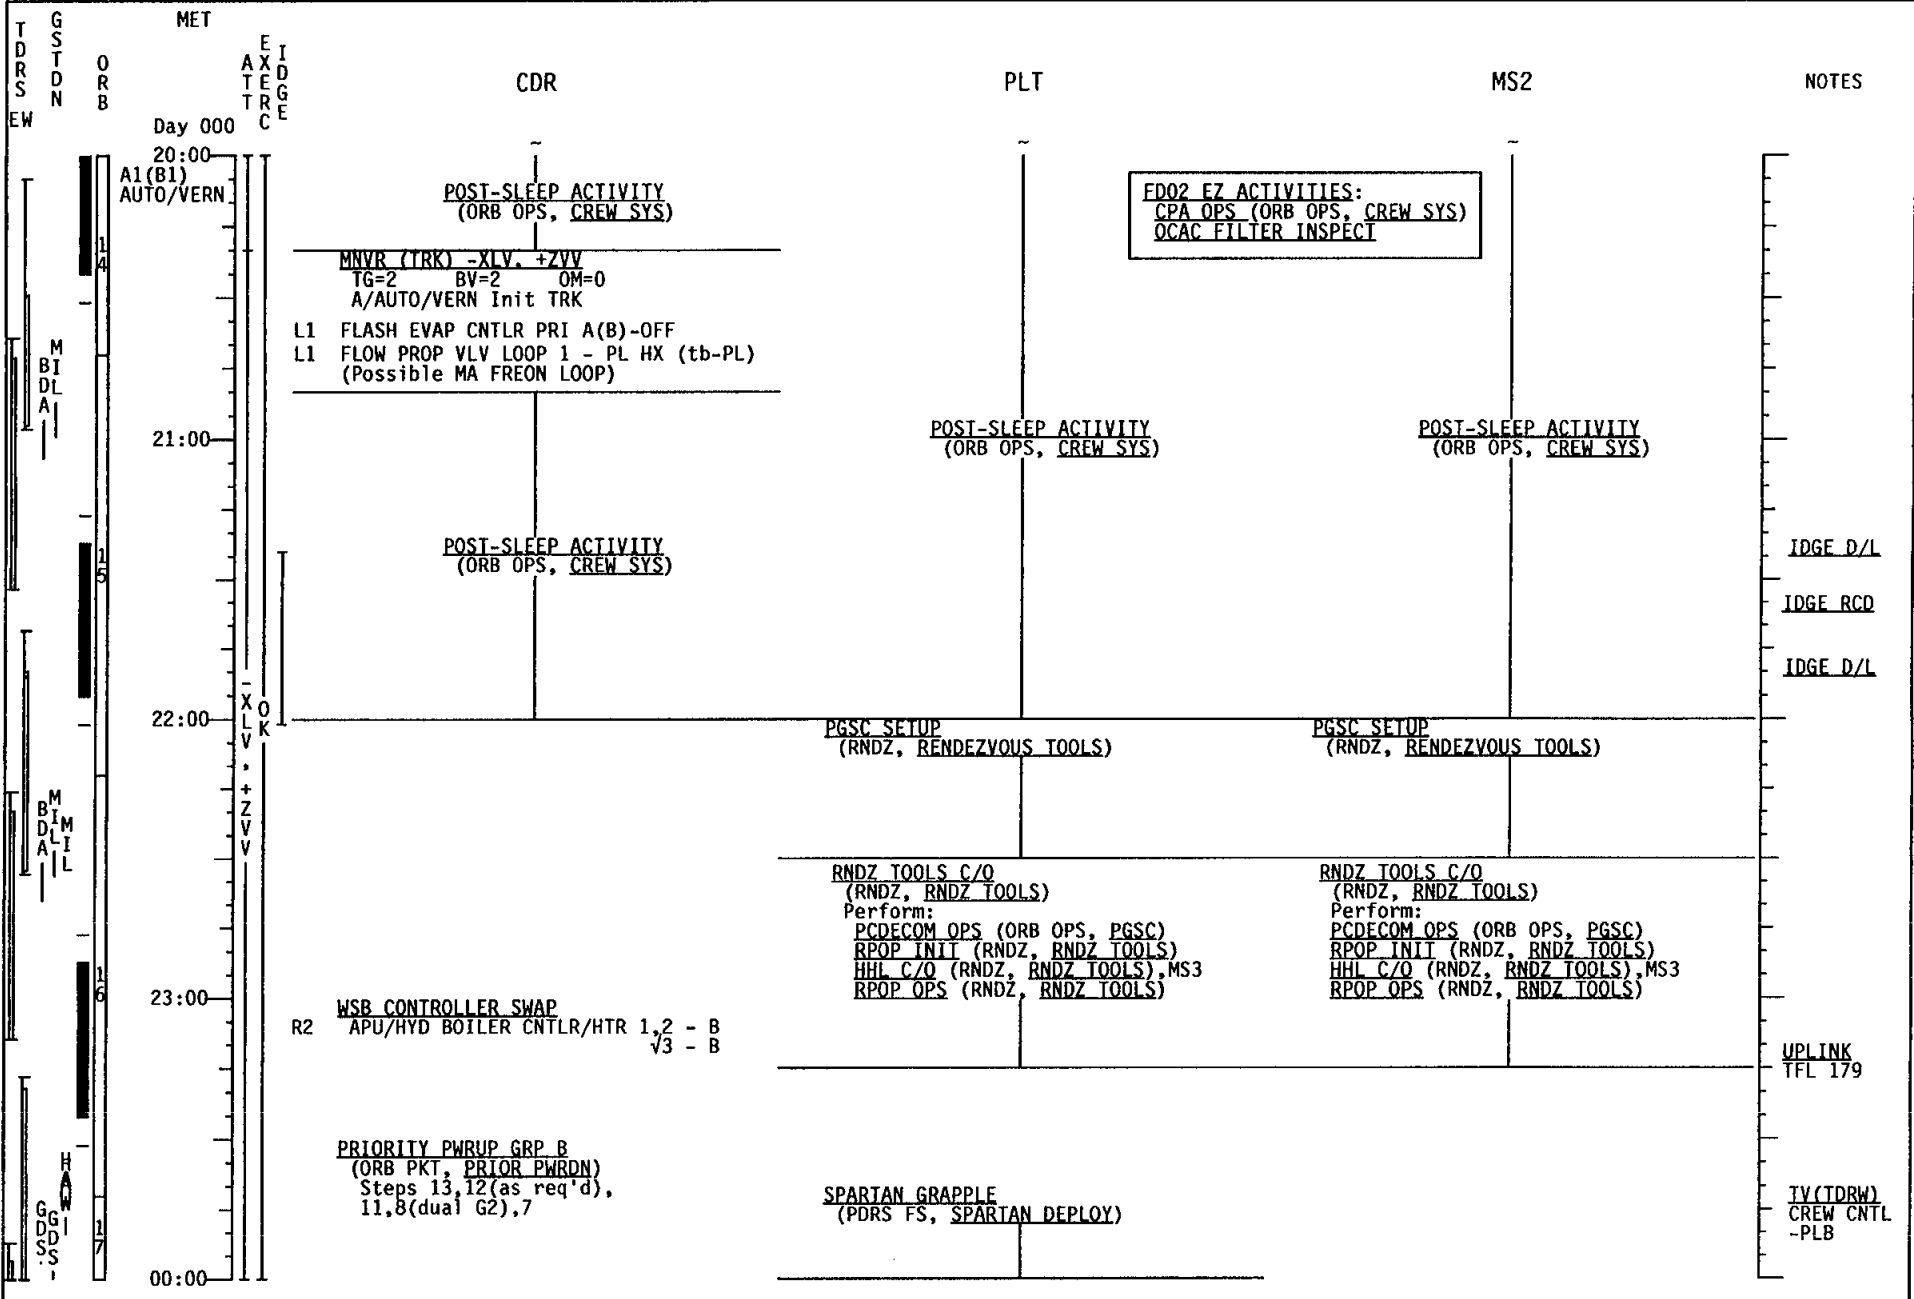 TDRS
EW
GSTDN
ORB
MET
ATT
EXERC
IDGE
CDR
PLT
MS2
NOTES
Day 000
20:00
A1(B1)
AUTO/VERN
14
~
~
~
POST-SLEEP ACTIVITY
(ORB OPS, CREW SYS)
FD02 EZ ACTIVITIES:
CPA OPS (ORB OPS, CREW SYS)
OCAC FILTER INSPECT
MNVR (TRK) -XLV, +ZVV
TG=2 BV=2 OM=0
A/AUTO/VERN Init TRK
L1 FLASH EVAP CNTLR PRI A(B)-OFF
L1 FLOW PROP VLV LOOP 1 - PL HX (tb-PL)
(Possible MA FREON LOOP)
BDA
MIL
21:00
POST-SLEEP ACTIVITY
(ORB OPS, CREW SYS)
POST-SLEEP ACTIVITY
(ORB OPS, CREW SYS)
15
POST-SLEEP ACTIVITY
(ORB OPS, CREW SYS)
IDGE D/L
IDGE RCD
IDGE D/L
-XLV,+ZVV
OK
22:00
PGSC SETUP
(RNDZ, RENDEZVOUS TOOLS)
PGSC SETUP
(RNDZ, RENDEZVOUS TOOLS)
BDA
MIL
MIL
RNDZ TOOLS C/O
(RNDZ, RNDZ TOOLS)
Perform:
PCDECOM OPS (ORB OPS, PGSC)
RPOP INIT (RNDZ, RNDZ TOOLS)
HHL C/O (RNDZ, RNDZ TOOLS),MS3
RPOP OPS (RNDZ, RNDZ TOOLS)
RNDZ TOOLS C/O
(RNDZ, RNDZ TOOLS)
Perform:
PCDECOM OPS (ORB OPS, PGSC)
RPOP INIT (RNDZ, RNDZ TOOLS)
HHL C/O (RNDZ, RNDZ TOOLS),MS3
RPOP OPS (RNDZ, RNDZ TOOLS)
16
23:00
WSB CONTROLLER SWAP
R2 APU/HYD BOILER CNTLR/HTR 1,2 - B
√3 - B
UPLINK
TFL 179
PRIORITY PWRUP GRP B
(ORB PKT, PRIOR PWRDN)
Steps 13,12(as req'd),
11,8(dual G2),7
SPARTAN GRAPPLE
(PDRS FS, SPARTAN DEPLOY)
TV(TDRW)
CREW CNTL
-PLB
GDS
GDS
HAWI
17
00:00